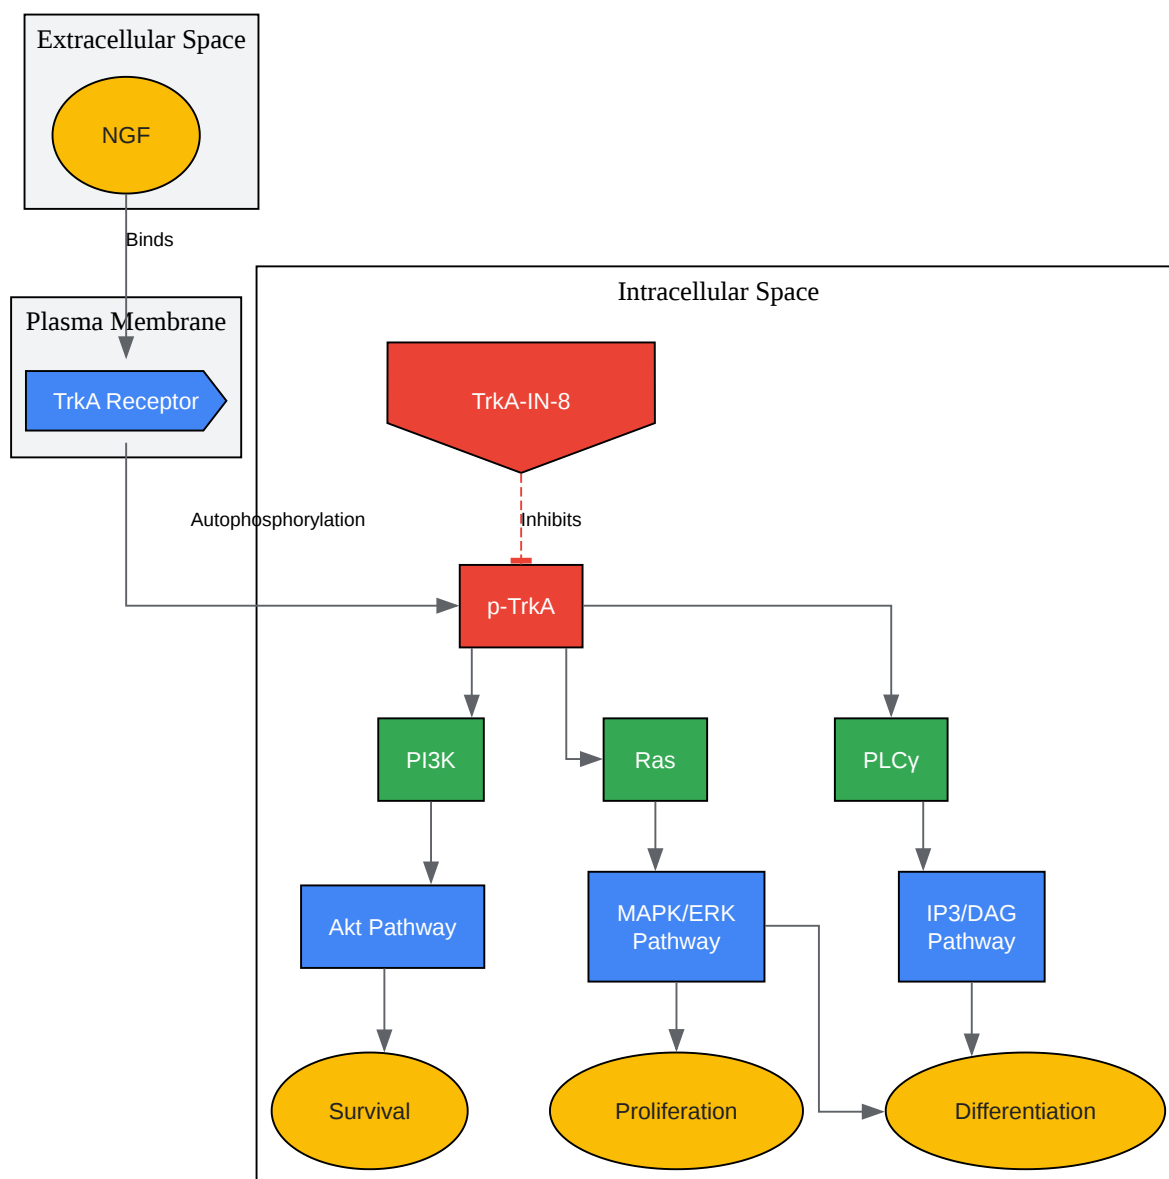 Extracellular Space
NGF
Binds
Plasma Membrane
TrkA Receptor
Intracellular Space
TrkA-IN-8
Autophosphorylation
Inhibits
p-TrkA
PI3K
Ras
PLCγ
Akt Pathway
MAPK/ERK
Pathway
IP3/DAG
Pathway
Survival
Proliferation
Differentiation